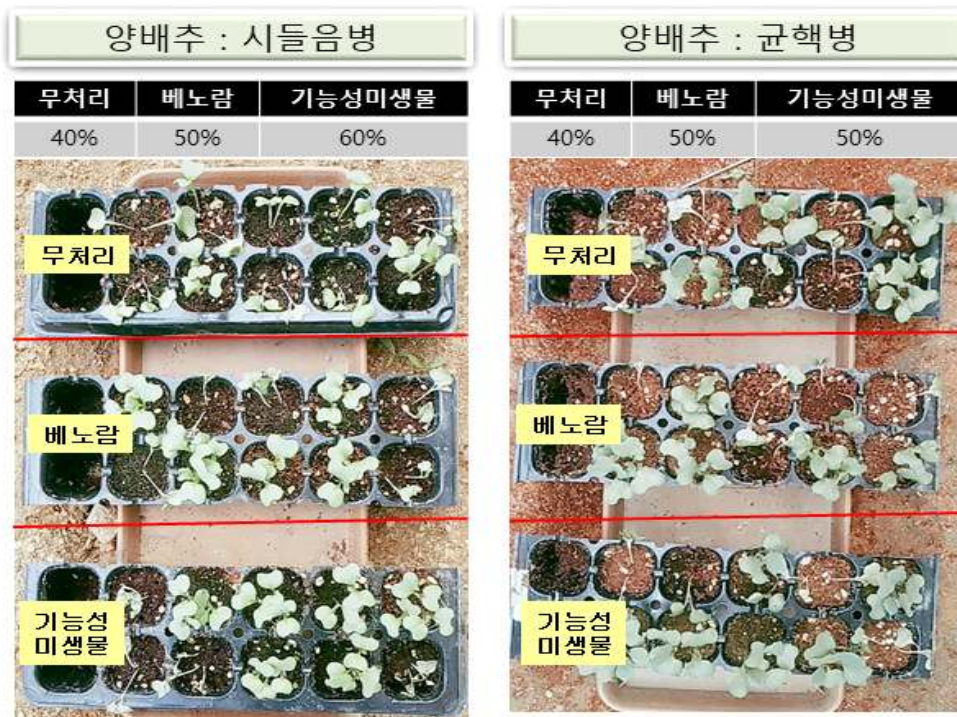 양배추 : 시들음병
무처리 베노람 기능성미생물
40% 50% 60%
무처리
베노람
기능성
미생물
양배추 : 균핵병
무처리 베노람 기능성미생물
40% 50% 50%
무처리
베노람
기능성
미생물